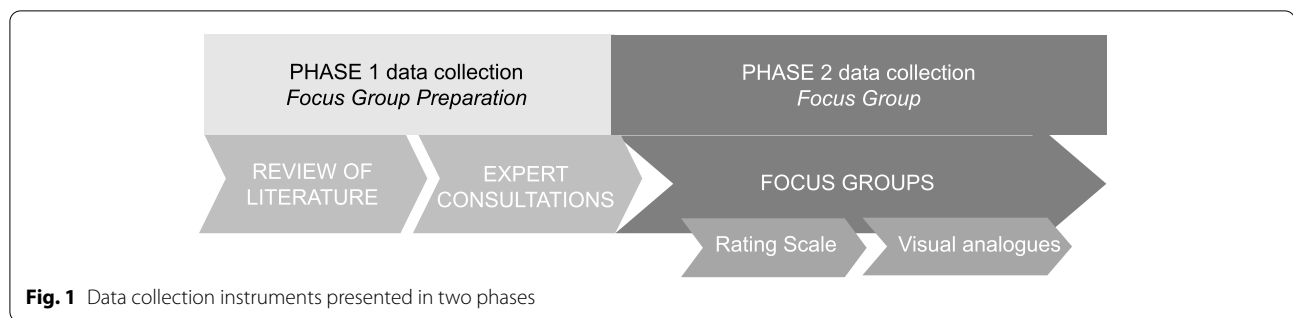 PHASE 1 data collection
Focus Group Preparation
PHASE 2 data collection
Focus Group
REVIEW OF
LITERATURE
EXPERT
CONSULTATIONS
FOCUS GROUPS
Rating Scale
Visual analogues
Fig. 1 Data collection instruments presented in two phases